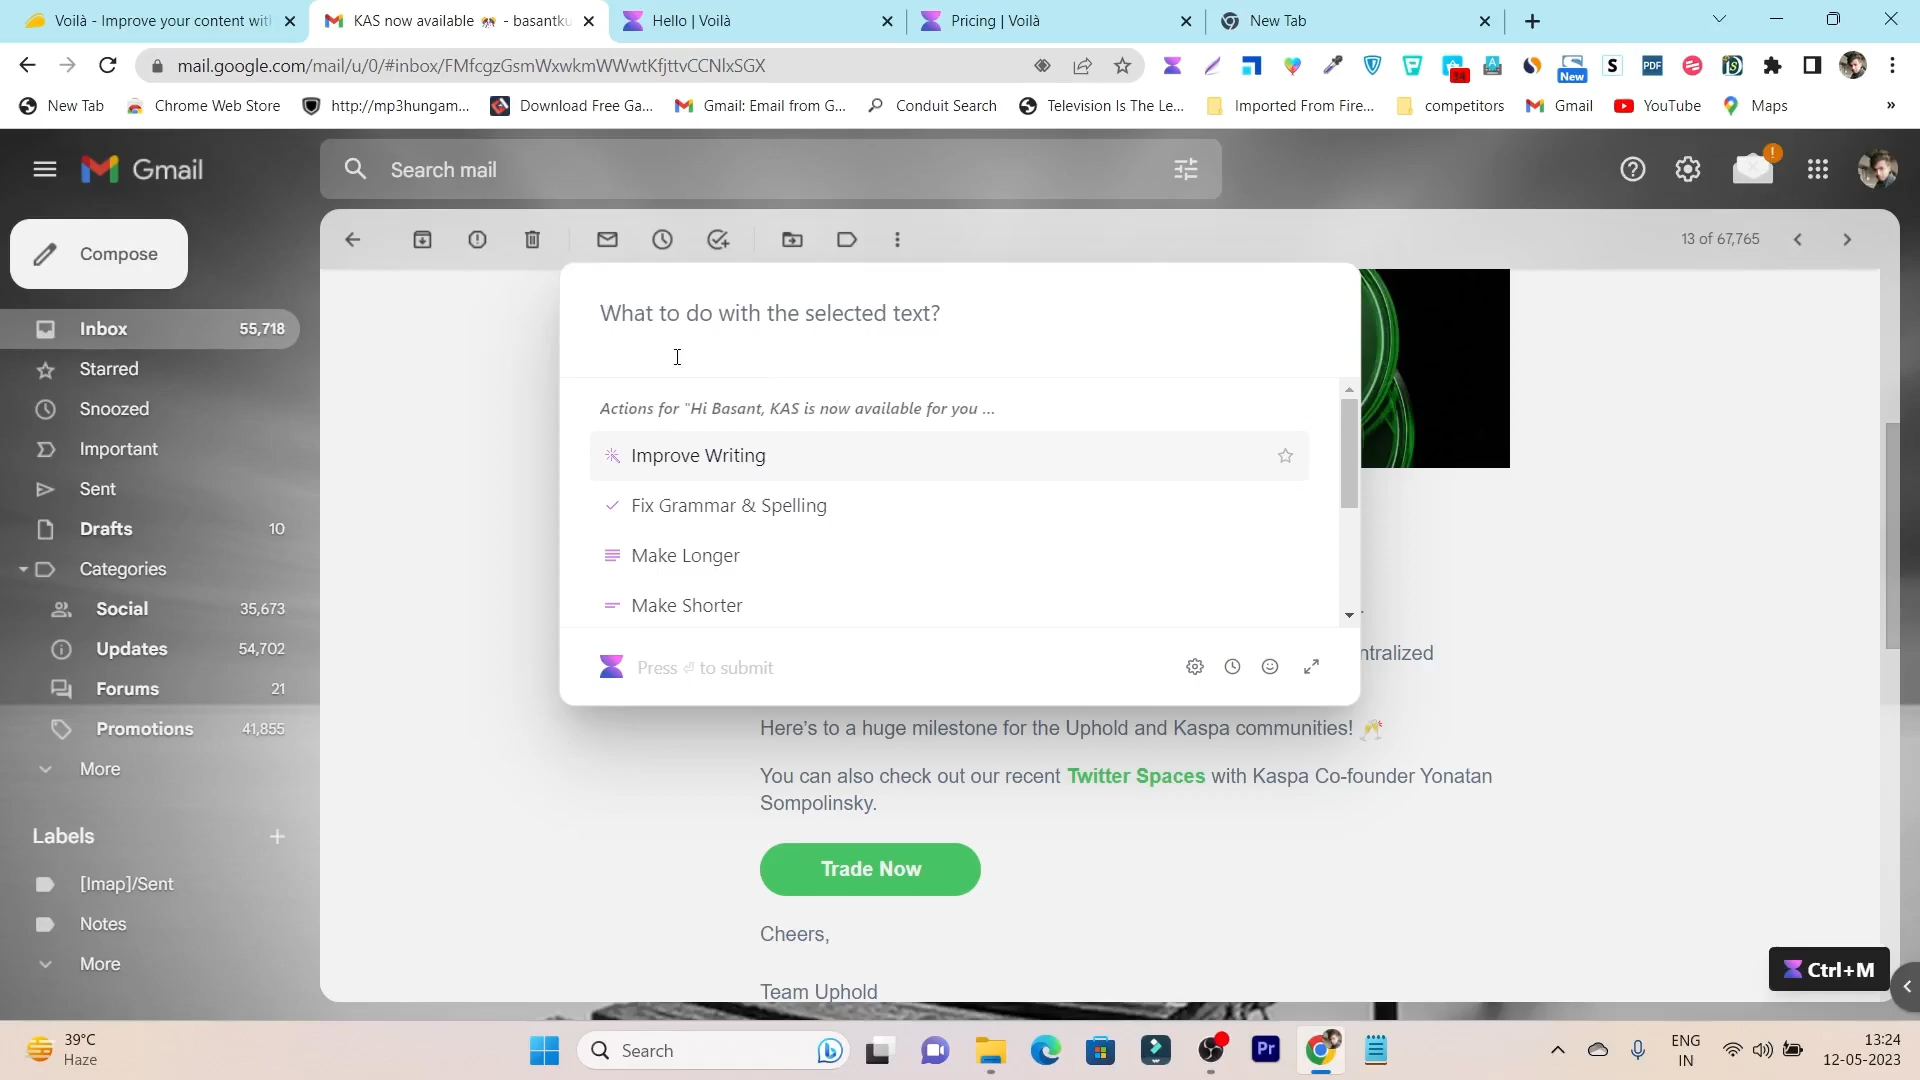 Voilà - Improve your content with
KAS now available - basantku
Hello | Voilà
Pricing | Voilà
New Tab
mail.google.com/mail/u/0/#inbox/FMfcgzGsmWxwkmWWwtKfjttvCCNlxSGX
14
New
PDF
New Tab
Chrome Web Store
http://mp3hungam...
Download Free Ga...
Gmail: Email from G...
Conduit Search
Television Is The Le...
Imported From Fire...
competitors
Gmail
YouTube
Maps
»
Gmail
Search mail
Compose
13 of 67,765
Inbox 55,718
Starred
Snoozed
Important
Sent
Drafts 10
Categories
Social 35,673
Updates 54,702
Forums 21
Promotions 41,855
More
Labels
[Imap]/Sent
Notes
More
What to do with the selected text?
Actions for "Hi Basant, KAS is now available for you ...
Improve Writing
Fix Grammar & Spelling
Make Longer
Make Shorter
Press ⏎ to submit
ntralized
Here's to a huge milestone for the Uphold and Kaspa communities! 🥂
You can also check out our recent Twitter Spaces with Kaspa Co-founder Yonatan
Sompolinsky.
Trade Now
Cheers,
Team Uphold
Ctrl+M
39°C
Haze
Search
Pr
ENG
IN
13:24
12-05-2023